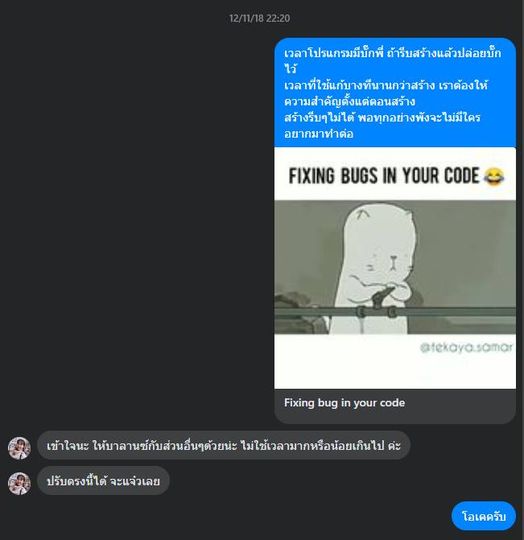 12/11/18 22:20
เวลาโปรแกรมมีบั๊กพี่ ถ้ารีบสร้างแล้วปล่อยบั๊ก
ไว้
เวลาที่ใช้แก้บางทีนานกว่าสร้าง เราต้องให้
ความสำคัญตั้งแต่ตอนสร้าง
สร้างรีบๆไม่ได้ พอทุกอย่างพังจะไม่มีใคร
อยากมาทำต่อ
FIXING BUGS IN YOUR CODE 😂
@tekaya.samar
Fixing bug in your code
เข้าใจนะ ให้บาลานซ์กับส่วนอื่นๆด้วยน่ะ ไม่ใช้เวลามากหรือน้อยเกินไป ค่ะ
ปรับตรงนี้ได้ จะแจ๋วเลย
โอเคครับ